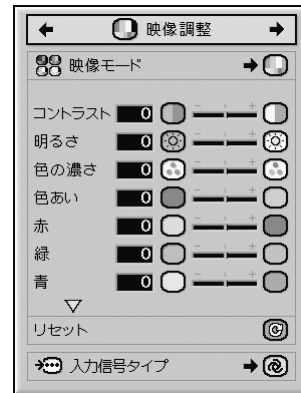 映像調整
映像モード
コントラスト 0
明るさ 0
色の濃さ 0
色あい 0
赤 0
緑 0
青 0
リセット
入力信号タイプ